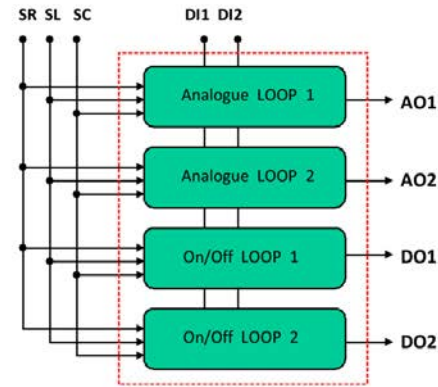 SR SL SC DI1 DI2
Analogue LOOP 1 AO1
Analogue LOOP 2 AO2
On/Off LOOP 1 DO1
On/Off LOOP 2 DO2